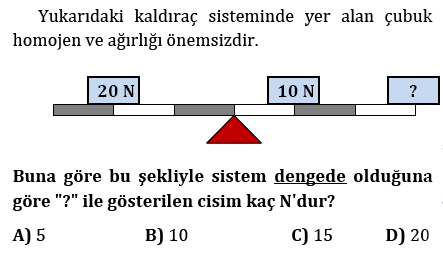 Yukarıdaki kaldıraç sisteminde yer alan çubuk
homojen ve ağırlığı önemsizdir.
20 N 10 N ?
Buna göre bu şekliyle sistem dengede olduğuna
göre "?" ile gösterilen cisim kaç N'dur?
A) 5 B) 10 C) 15 D) 20